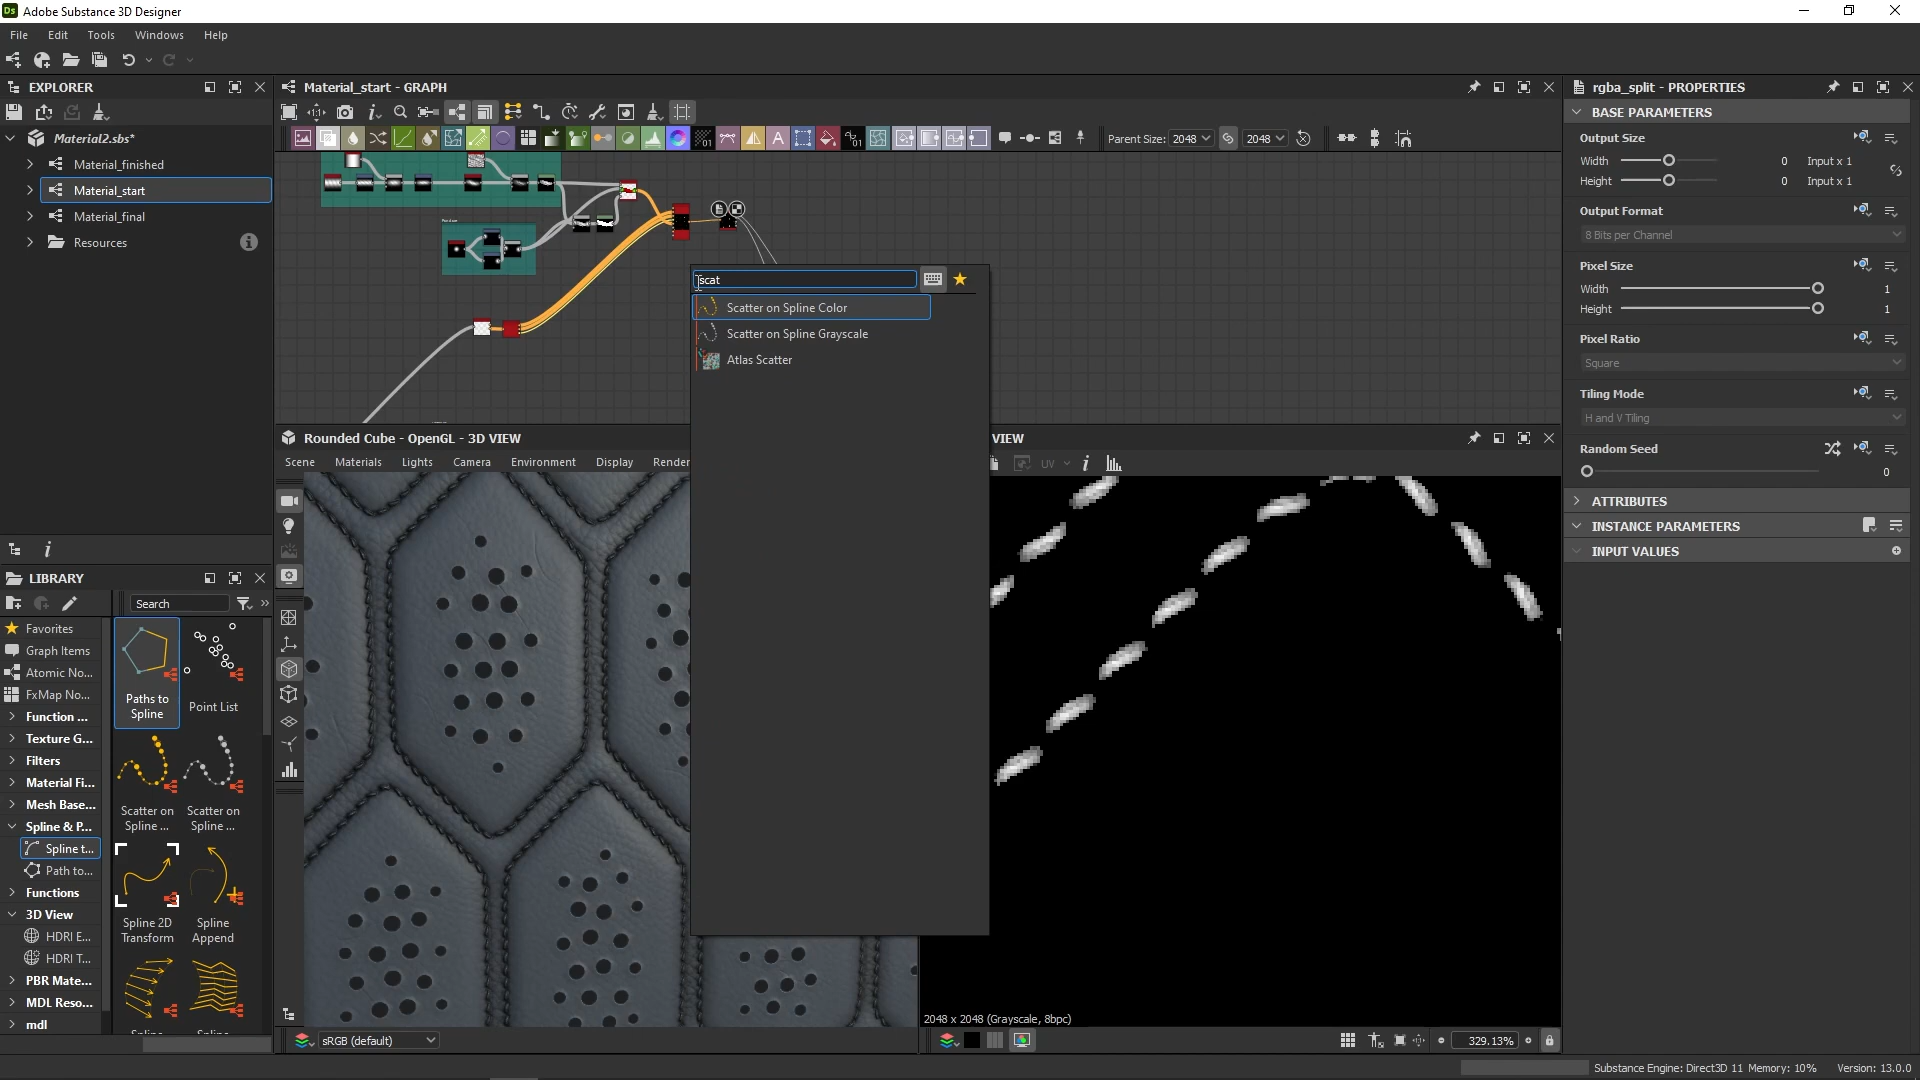 Ds Adobe Substance 3D Designer
File Edit Tools Windows Help
EXPLORER
Material2.sbs*
Material_finished
Material_start
Material_final
Resources
LIBRARY
Search
Favorites
Graph Items
Atomic No...
FxMap No...
Function ...
Texture G...
Filters
Material Fi...
Mesh Base...
Spline & P...
Spline t...
Path to...
Functions
3D View
HDRI E...
HDRI T...
PBR Mate...
MDL Reso...
mdl
Paths to
Spline
Point List
Scatter on
Spline ...
Scatter on
Spline ...
Spline 2D
Transform
Spline
Append
Material_start - GRAPH
Parent Size: 2048 2048
scat
Scatter on Spline Color
Scatter on Spline Grayscale
Atlas Scatter
Rounded Cube - OpenGL - 3D VIEW
Scene Materials Lights Camera Environment Display Render
sRGB (default)
VIEW
UV
2048 x 2048 (Grayscale, 8bpc)
329.13%
rgba_split - PROPERTIES
BASE PARAMETERS
Output Size
Width 0 Input x 1
Height 0 Input x 1
Output Format
8 Bits per Channel
Pixel Size
Width 1
Height 1
Pixel Ratio
Square
Tiling Mode
H and V Tiling
Random Seed
0
ATTRIBUTES
INSTANCE PARAMETERS
INPUT VALUES
Substance Engine: Direct3D 11 Memory: 10% Version: 13.0.0